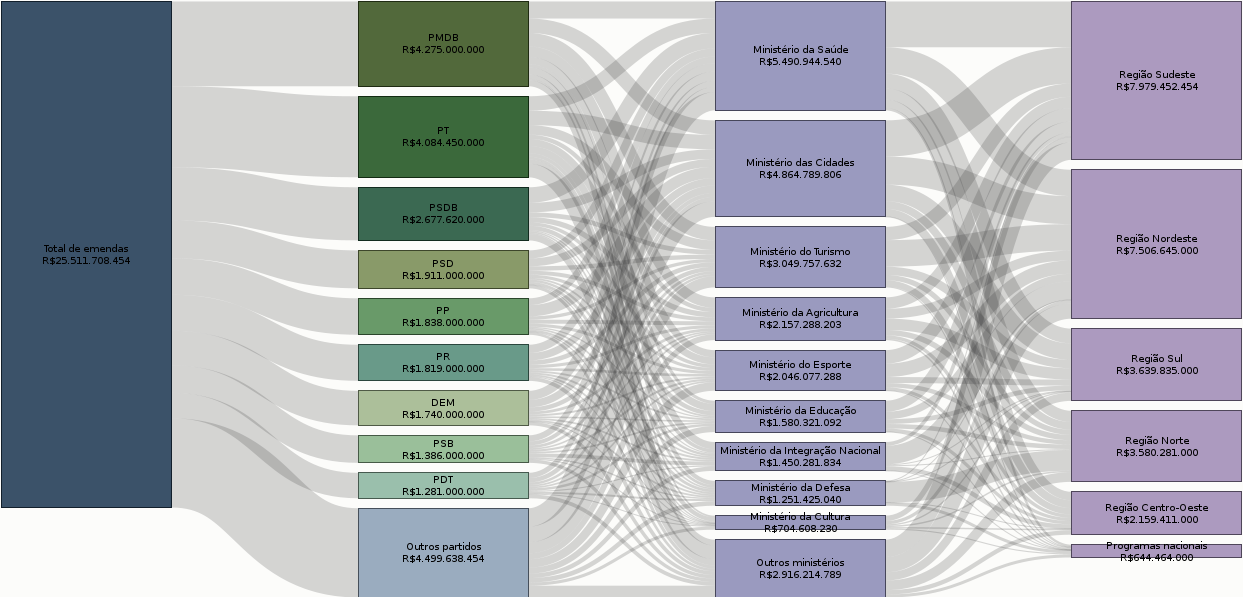 Total de emendas
R$25.511.708.454
PMDB
R$4.275.000.000
PT
R$4.084.450.000
PSDB
R$2.677.620.000
PSD
R$1.911.000.000
PP
R$1.838.000.000
PR
R$1.819.000.000
DEM
R$1.740.000.000
PSB
R$1.386.000.000
PDT
R$1.281.000.000
Outros partidos
R$4.499.638.454
Ministério da Saúde
R$5.490.944.540
Ministério das Cidades
R$4.864.789.806
Ministério do Turismo
R$3.049.757.632
Ministério da Agricultura
R$2.157.288.203
Ministério do Esporte
R$2.046.077.288
Ministério da Educação
R$1.580.321.092
Ministério da Integração Nacional
R$1.450.281.834
Ministério da Defesa
R$1.251.425.040
Ministério da Cultura
R$704.608.230
Outros ministérios
R$2.916.214.789
Região Sudeste
R$7.979.452.454
Região Nordeste
R$7.506.645.000
Região Sul
R$3.639.835.000
Região Norte
R$3.580.281.000
Região Centro-Oeste
R$2.159.411.000
Programas nacionais
R$644.464.000